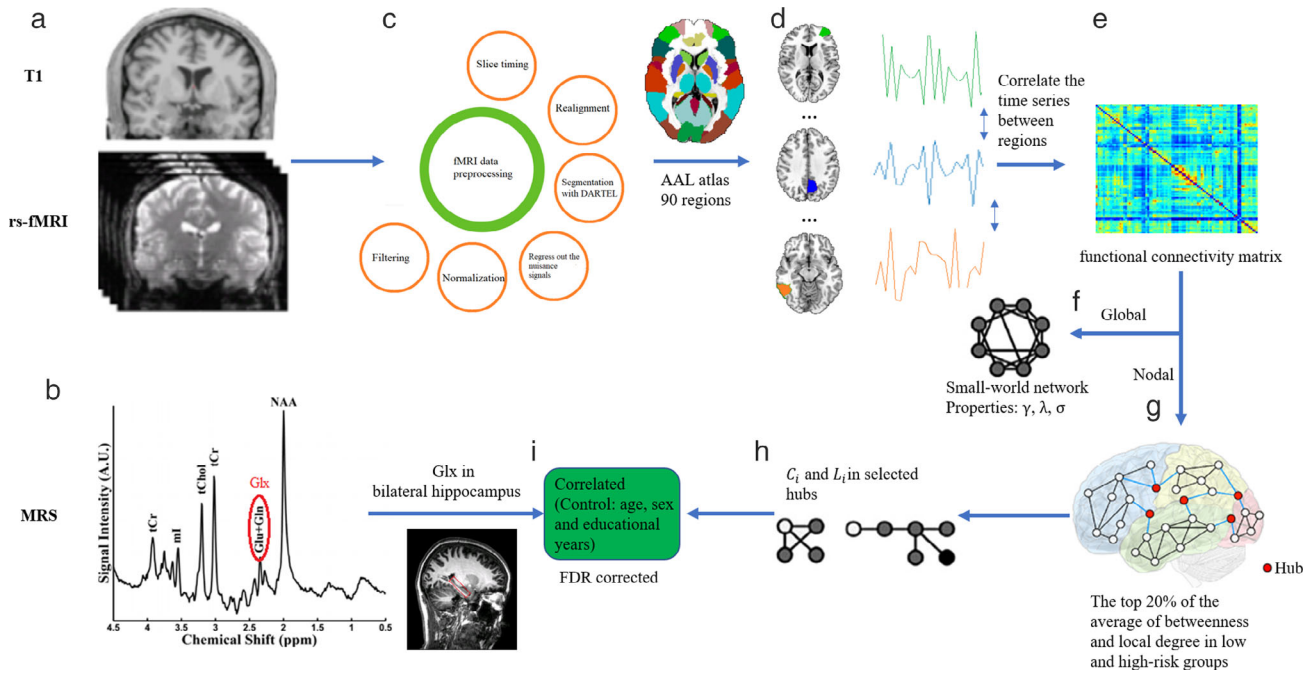 a
T1
rs-fMRI
c
Slice timing
Realignment
fMRI data
preprocessing
Segmentation
with DARTEL
Regress out the
nuisance
signals
Normalization
Filtering
AAL atlas
90 regions
d
...
...
Correlate the
time series
between
regions
e
functional connectivity matrix
f
Global
Small-world network
Properties: γ, λ, σ
Nodal
g
Hub
The top 20% of the
average of betweenness
and local degree in low
and high-risk groups
h
Cᵢ and Lᵢ in selected
hubs
i
Correlated
(Control: age, sex
and educational
years)
FDR corrected
Glx in
bilateral hippocampus
b
MRS
Signal Intensity (A.U.)
tCr
mI
tChol
tCr
Glx
Glu+Gln
NAA
4.5 4 3.5 3 2.5 2 1.5 1 0.5
Chemical Shift (ppm)